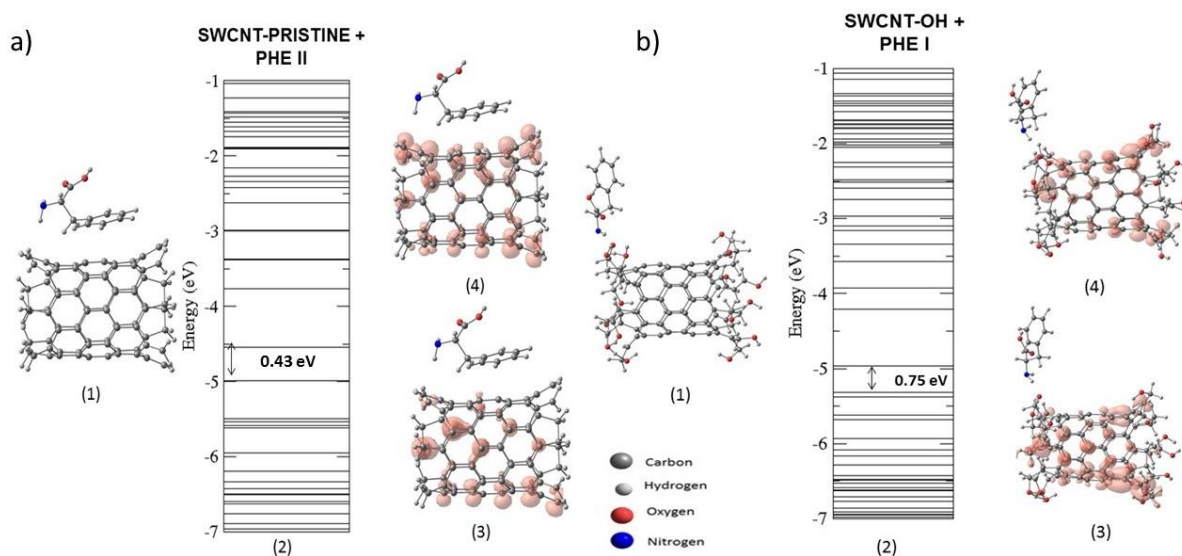 a)
SWCNT-PRISTINE +
PHE II
-1
-2
-3
-4
-5
-6
-7
Energy (eV)
0.43 eV
(1)
(2)
(4)
(3)
b)
SWCNT-OH +
PHE I
-1
-2
-3
-4
-5
-6
-7
Energy (eV)
0.75 eV
(1)
(2)
(4)
(3)
Carbon
Hydrogen
Oxygen
Nitrogen